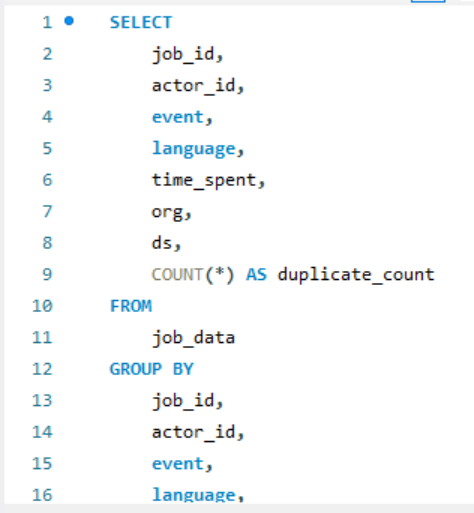 1 SELECT
2 job_id,
3 actor_id,
4 event,
5 language,
6 time_spent,
7 org,
8 ds,
9 COUNT(*) AS duplicate_count
10 FROM
11 job_data
12 GROUP BY
13 job_id,
14 actor_id,
15 event,
16 language,